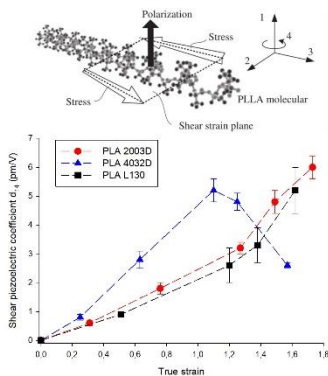 Polarization
Stress
Stress
1
4
2
3
PLLA molecular
Shear strain plane
PLA 2003D
PLA 4032D
PLA L130
Shear piezoelectric coefficient d₁₄ (pm/V)
7
6
5
4
3
2
1
0
0,0 0,2 0,4 0,6 0,8 1,0 1,2 1,4 1,6 1,8
True strain